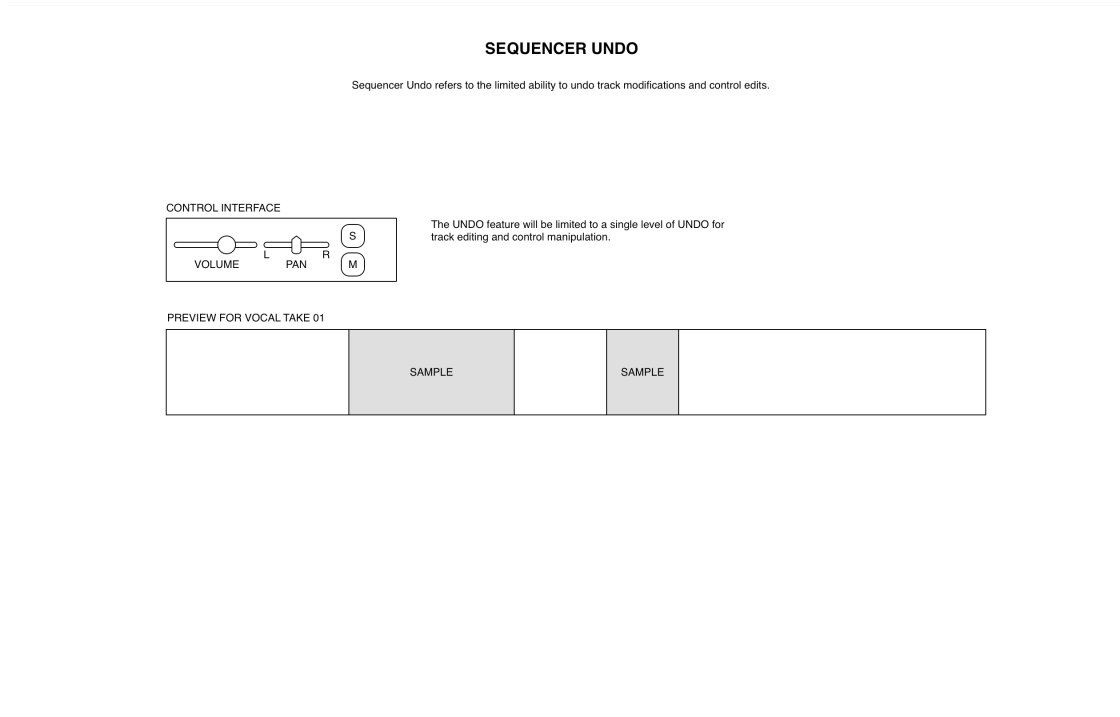 SEQUENCER UNDO
Sequencer Undo refers to the limited ability to undo track modifications and control edits.
CONTROL INTERFACE
The UNDO feature will be limited to a single level of UNDO for
track editing and control manipulation.
S
L
R
VOLUME
PAN
M
PREVIEW FOR VOCAL TAKE 01
SAMPLE
SAMPLE